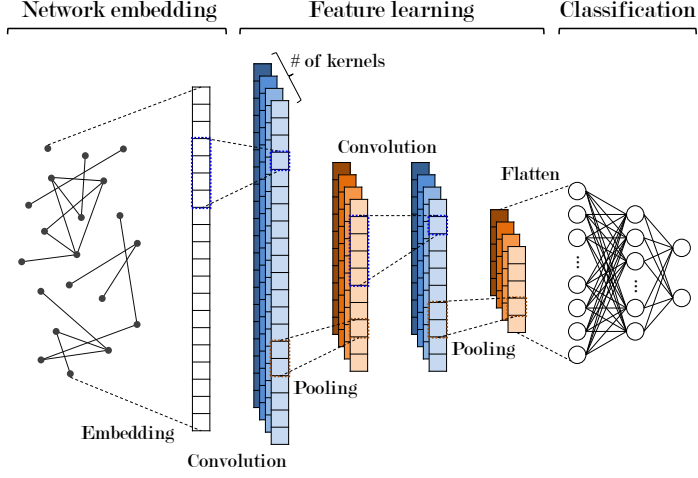 Network embedding
Feature learning
Classification
# of kernels
Convolution
Flatten
Pooling
Pooling
Embedding
Convolution